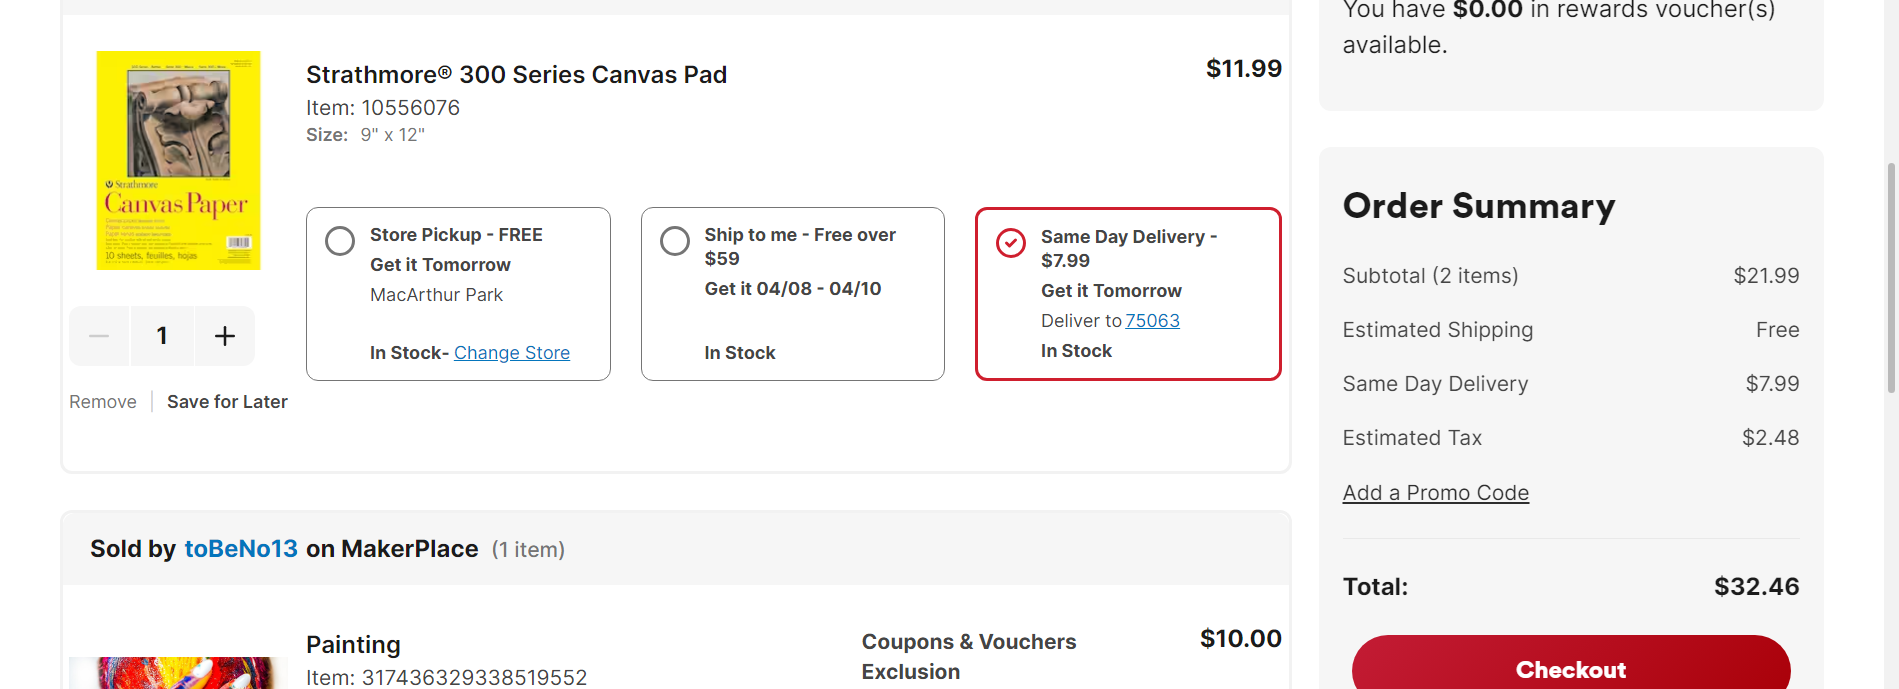 You have $0.00 in rewards voucher(s)
available.
Strathmore® 300 Series Canvas Pad
$11.99
Item: 10556076
Size: 9" x 12"
Strathmore
Canvas Paper
10 sheets, feuilles, hojas
Store Pickup - FREE
Get it Tomorrow
MacArthur Park
In Stock- Change Store
Ship to me - Free over
$59
Get it 04/08 - 04/10
In Stock
Same Day Delivery -
$7.99
Get it Tomorrow
Deliver to 75063
In Stock
1
Remove
Save for Later
Sold by toBeNo13 on MakerPlace (1 item)
Painting
Item: 317436329338519552
Coupons & Vouchers
Exclusion
$10.00
Order Summary
Subtotal (2 items) $21.99
Estimated Shipping Free
Same Day Delivery $7.99
Estimated Tax $2.48
Add a Promo Code
Total: $32.46
Checkout